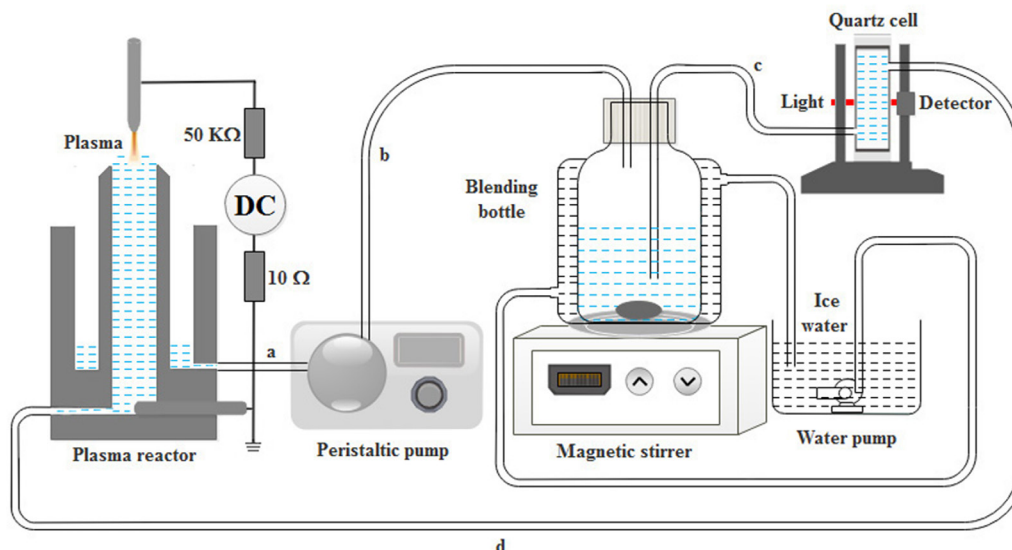 Quartz cell
c
Plasma
50 KΩ
b
Light
Detector
DC
Blending
bottle
10 Ω
Ice
water
a
Plasma reactor
Peristaltic pump
Magnetic stirrer
Water pump
d